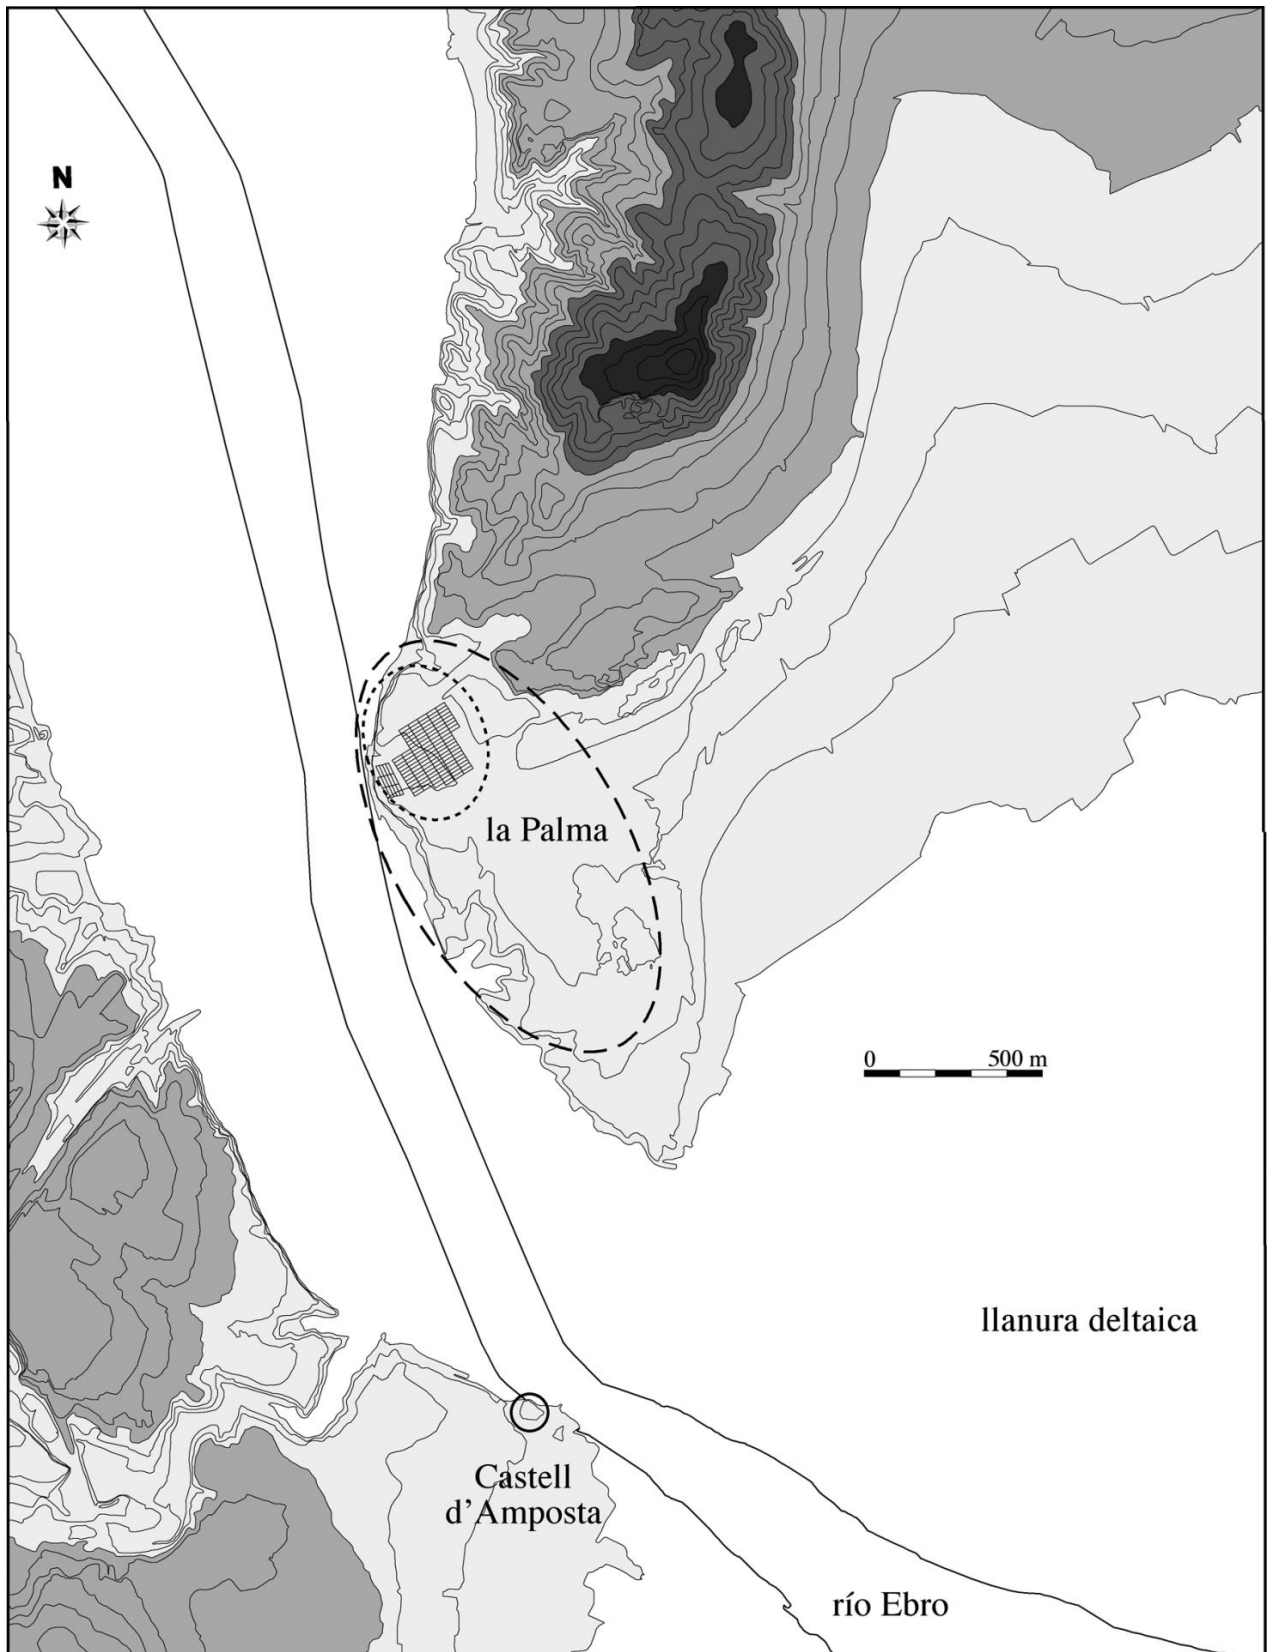 N
la Palma
0 500 m
llanura deltaica
Castell
d'Amposta
río Ebro